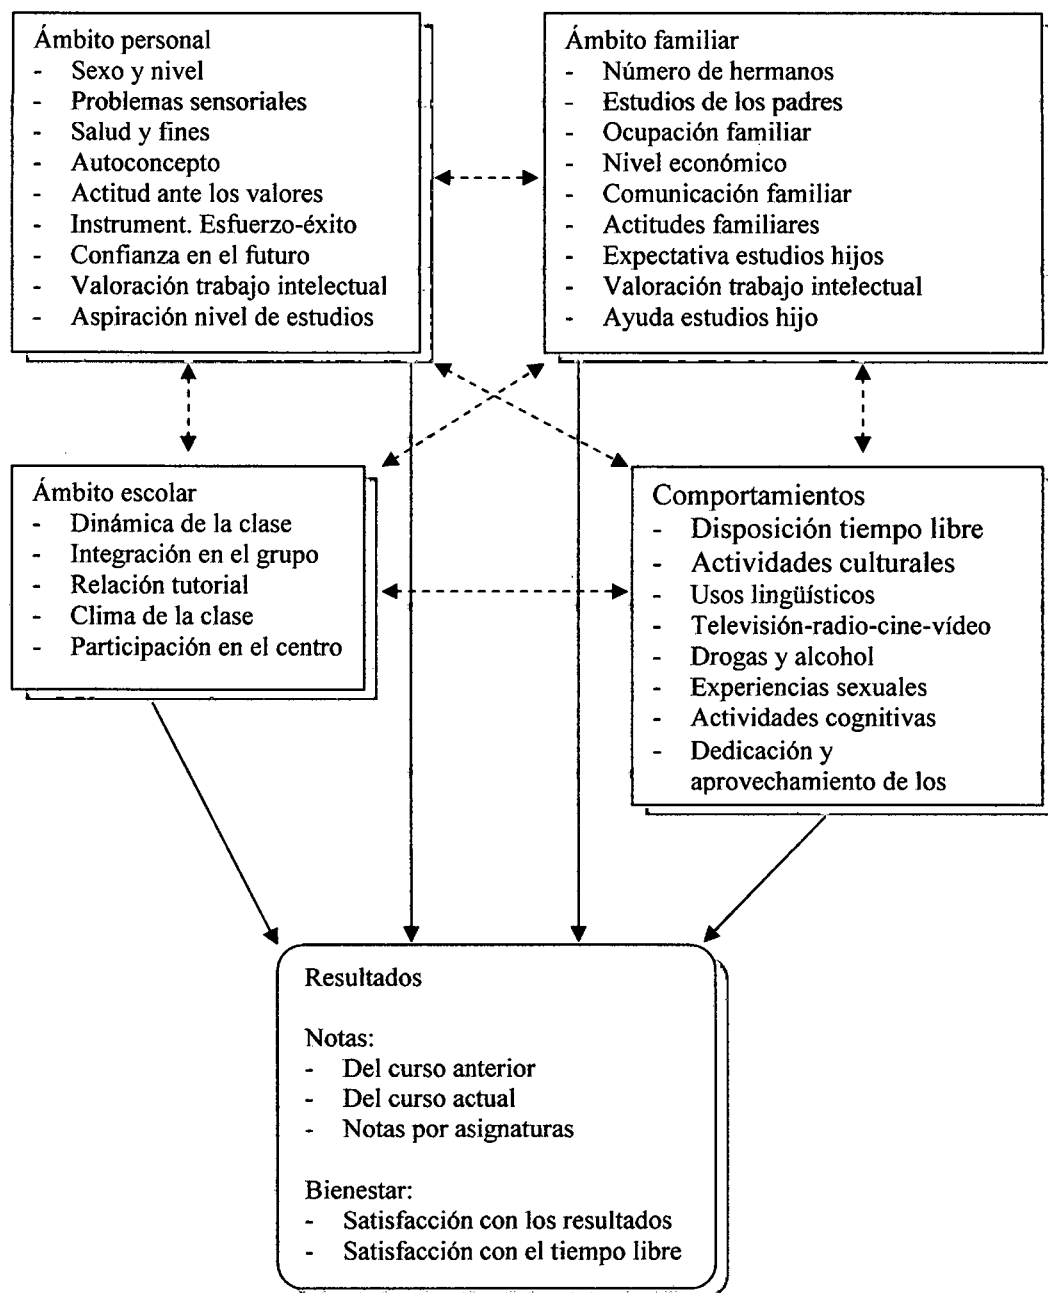 Ámbito personal
- Sexo y nivel
- Problemas sensoriales
- Salud y fines
- Autoconcepto
- Actitud ante los valores
- Instrument. Esfuerzo-éxito
- Confianza en el futuro
- Valoración trabajo intelectual
- Aspiración nivel de estudios
Ámbito familiar
- Número de hermanos
- Estudios de los padres
- Ocupación familiar
- Nivel económico
- Comunicación familiar
- Actitudes familiares
- Expectativa estudios hijos
- Valoración trabajo intelectual
- Ayuda estudios hijo
Ámbito escolar
- Dinámica de la clase
- Integración en el grupo
- Relación tutorial
- Clima de la clase
- Participación en el centro
Comportamientos
- Disposición tiempo libre
- Actividades culturales
- Usos lingüísticos
- Televisión-radio-cine-vídeo
- Drogas y alcohol
- Experiencias sexuales
- Actividades cognitivas
- Dedicación y
aprovechamiento de los
Resultados
Notas:
- Del curso anterior
- Del curso actual
- Notas por asignaturas
Bienestar:
- Satisfacción con los resultados
- Satisfacción con el tiempo libre